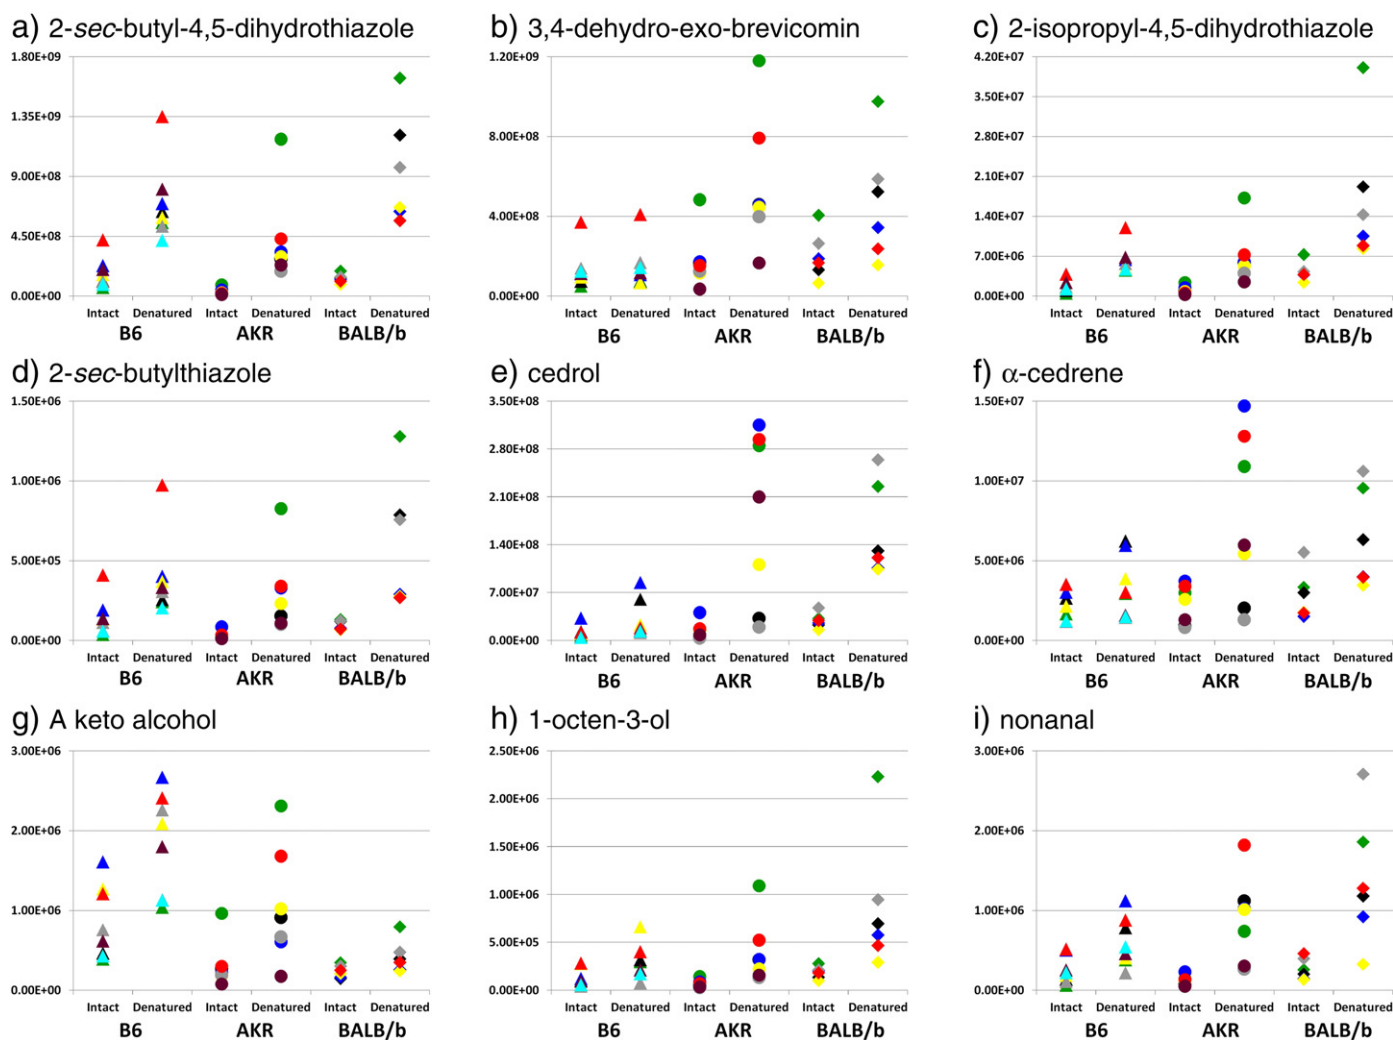 a) 2-sec-butyl-4,5-dihydrothiazole
1.80E+09
1.35E+09
9.00E+08
4.50E+08
0.00E+00
Intact Denatured Intact Denatured Intact Denatured
B6 AKR BALB/b
b) 3,4-dehydro-exo-brevicomin
1.20E+09
8.00E+08
4.00E+08
0.00E+00
Intact Denatured Intact Denatured Intact Denatured
B6 AKR BALB/b
c) 2-isopropyl-4,5-dihydrothiazole
4.20E+07
3.50E+07
2.80E+07
2.10E+07
1.40E+07
7.00E+06
0.00E+00
Intact Denatured Intact Denatured Intact Denatured
B6 AKR BALB/b
d) 2-sec-butylthiazole
1.50E+06
1.00E+06
5.00E+05
0.00E+00
Intact Denatured Intact Denatured Intact Denatured
B6 AKR BALB/b
e) cedrol
3.50E+08
2.80E+08
2.10E+08
1.40E+08
7.00E+07
0.00E+00
Intact Denatured Intact Denatured Intact Denatured
B6 AKR BALB/b
f) α-cedrene
1.50E+07
1.00E+07
5.00E+06
0.00E+00
Intact Denatured Intact Denatured Intact Denatured
B6 AKR BALB/b
g) A keto alcohol
3.00E+06
2.00E+06
1.00E+06
0.00E+00
Intact Denatured Intact Denatured Intact Denatured
B6 AKR BALB/b
h) 1-octen-3-ol
2.50E+06
2.00E+06
1.50E+06
1.00E+06
5.00E+05
0.00E+00
Intact Denatured Intact Denatured Intact Denatured
B6 AKR BALB/b
i) nonanal
3.00E+06
2.00E+06
1.00E+06
0.00E+00
Intact Denatured Intact Denatured Intact Denatured
B6 AKR BALB/b